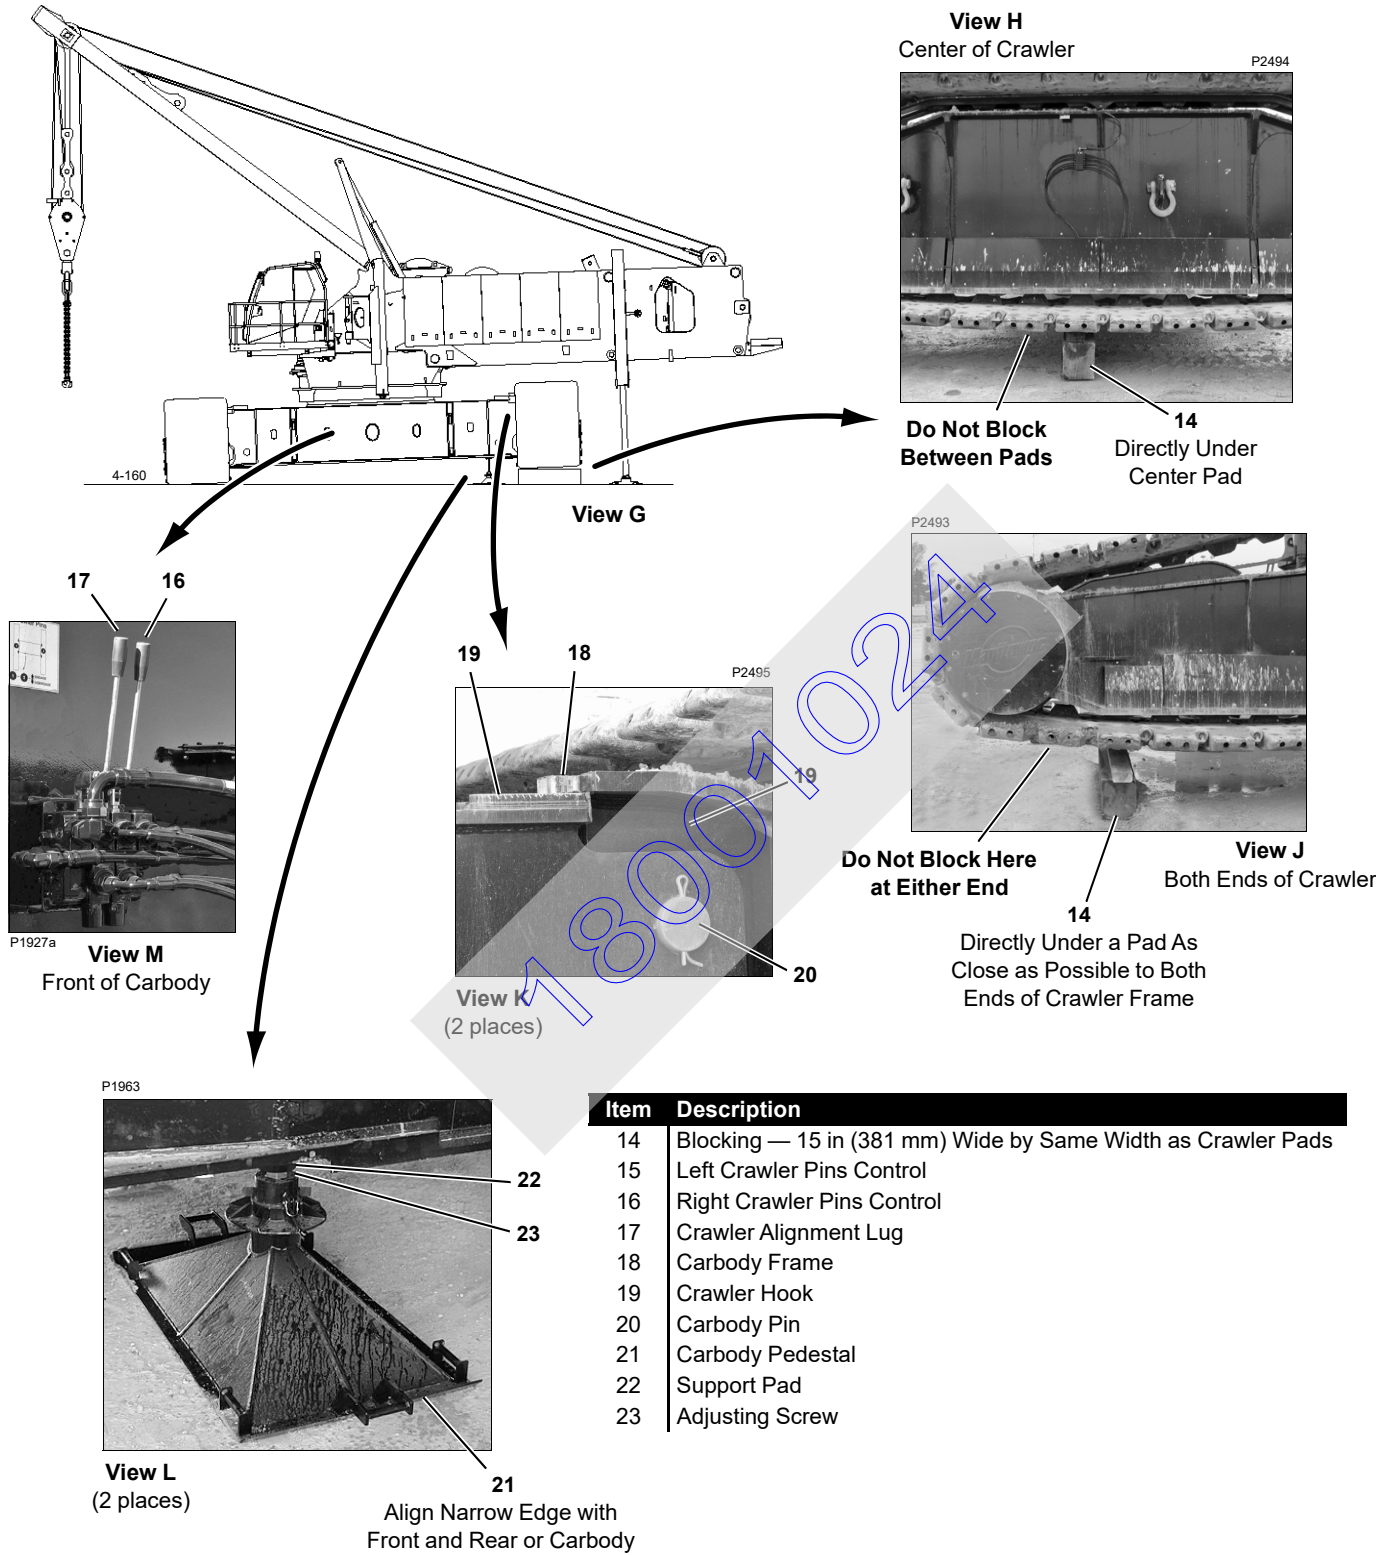 View H
Center of Crawler
P2494
Do Not Block
Between Pads
14
Directly Under
Center Pad
4-160
View G
P2493
17
16
19
18
P2495
19
20
Do Not Block Here
at Either End
View J
Both Ends of Crawler
14
Directly Under a Pad As
Close as Possible to Both
Ends of Crawler Frame
P1927a
View M
Front of Carbody
View K
(2 places)
18001024
P1963
22
23
View L
(2 places)
21
Align Narrow Edge with
Front and Rear or Carbody
Item Description
14 Blocking — 15 in (381 mm) Wide by Same Width as Crawler Pads
15 Left Crawler Pins Control
16 Right Crawler Pins Control
17 Crawler Alignment Lug
18 Carbody Frame
19 Crawler Hook
20 Carbody Pin
21 Carbody Pedestal
22 Support Pad
23 Adjusting Screw